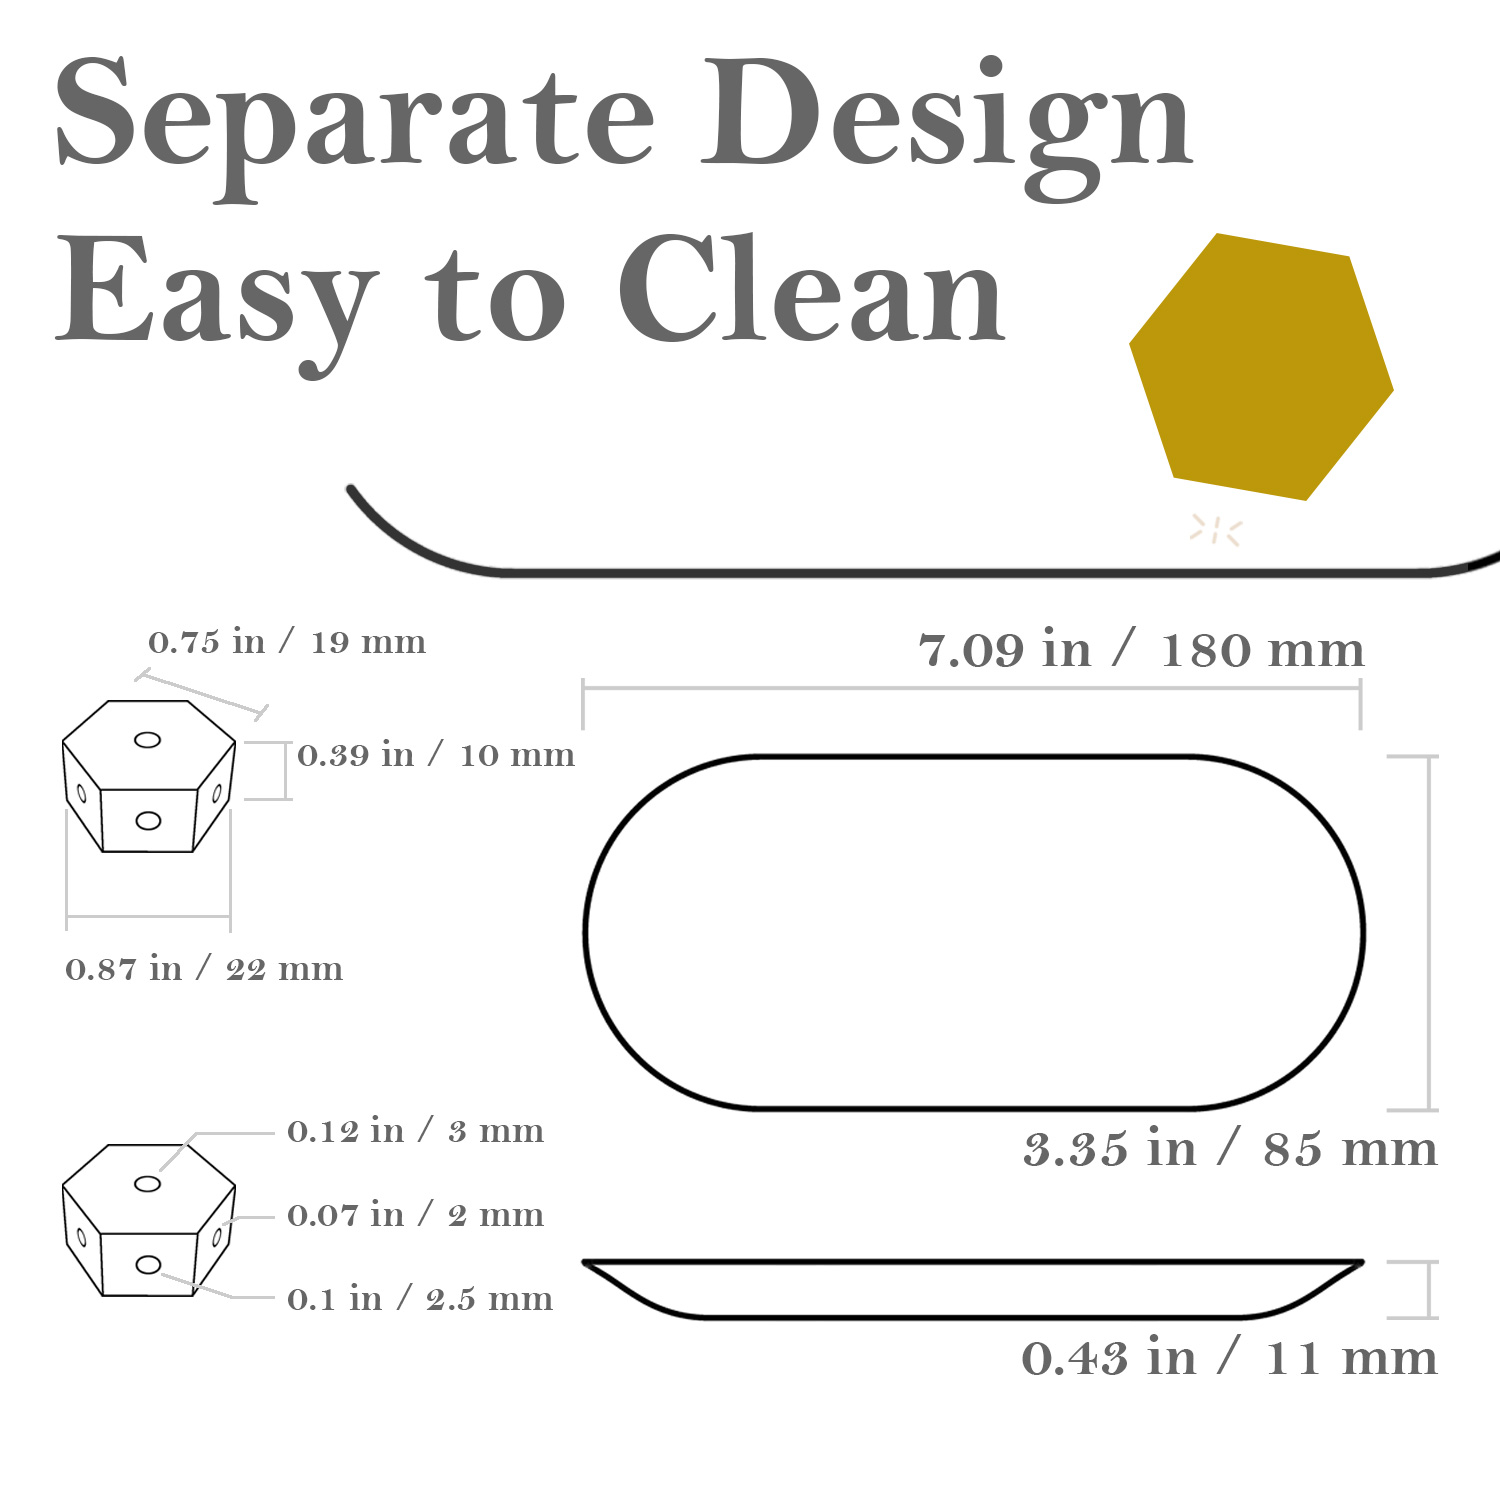 Separate Design
Easy to Clean
0.75 in / 19 mm
7.09 in / 180 mm
0.39 in / 10 mm
0.87 in / 22 mm
0.12 in / 3 mm
3.35 in / 85 mm
0.07 in / 2 mm
0.1 in / 2.5 mm
0.43 in / 11 mm